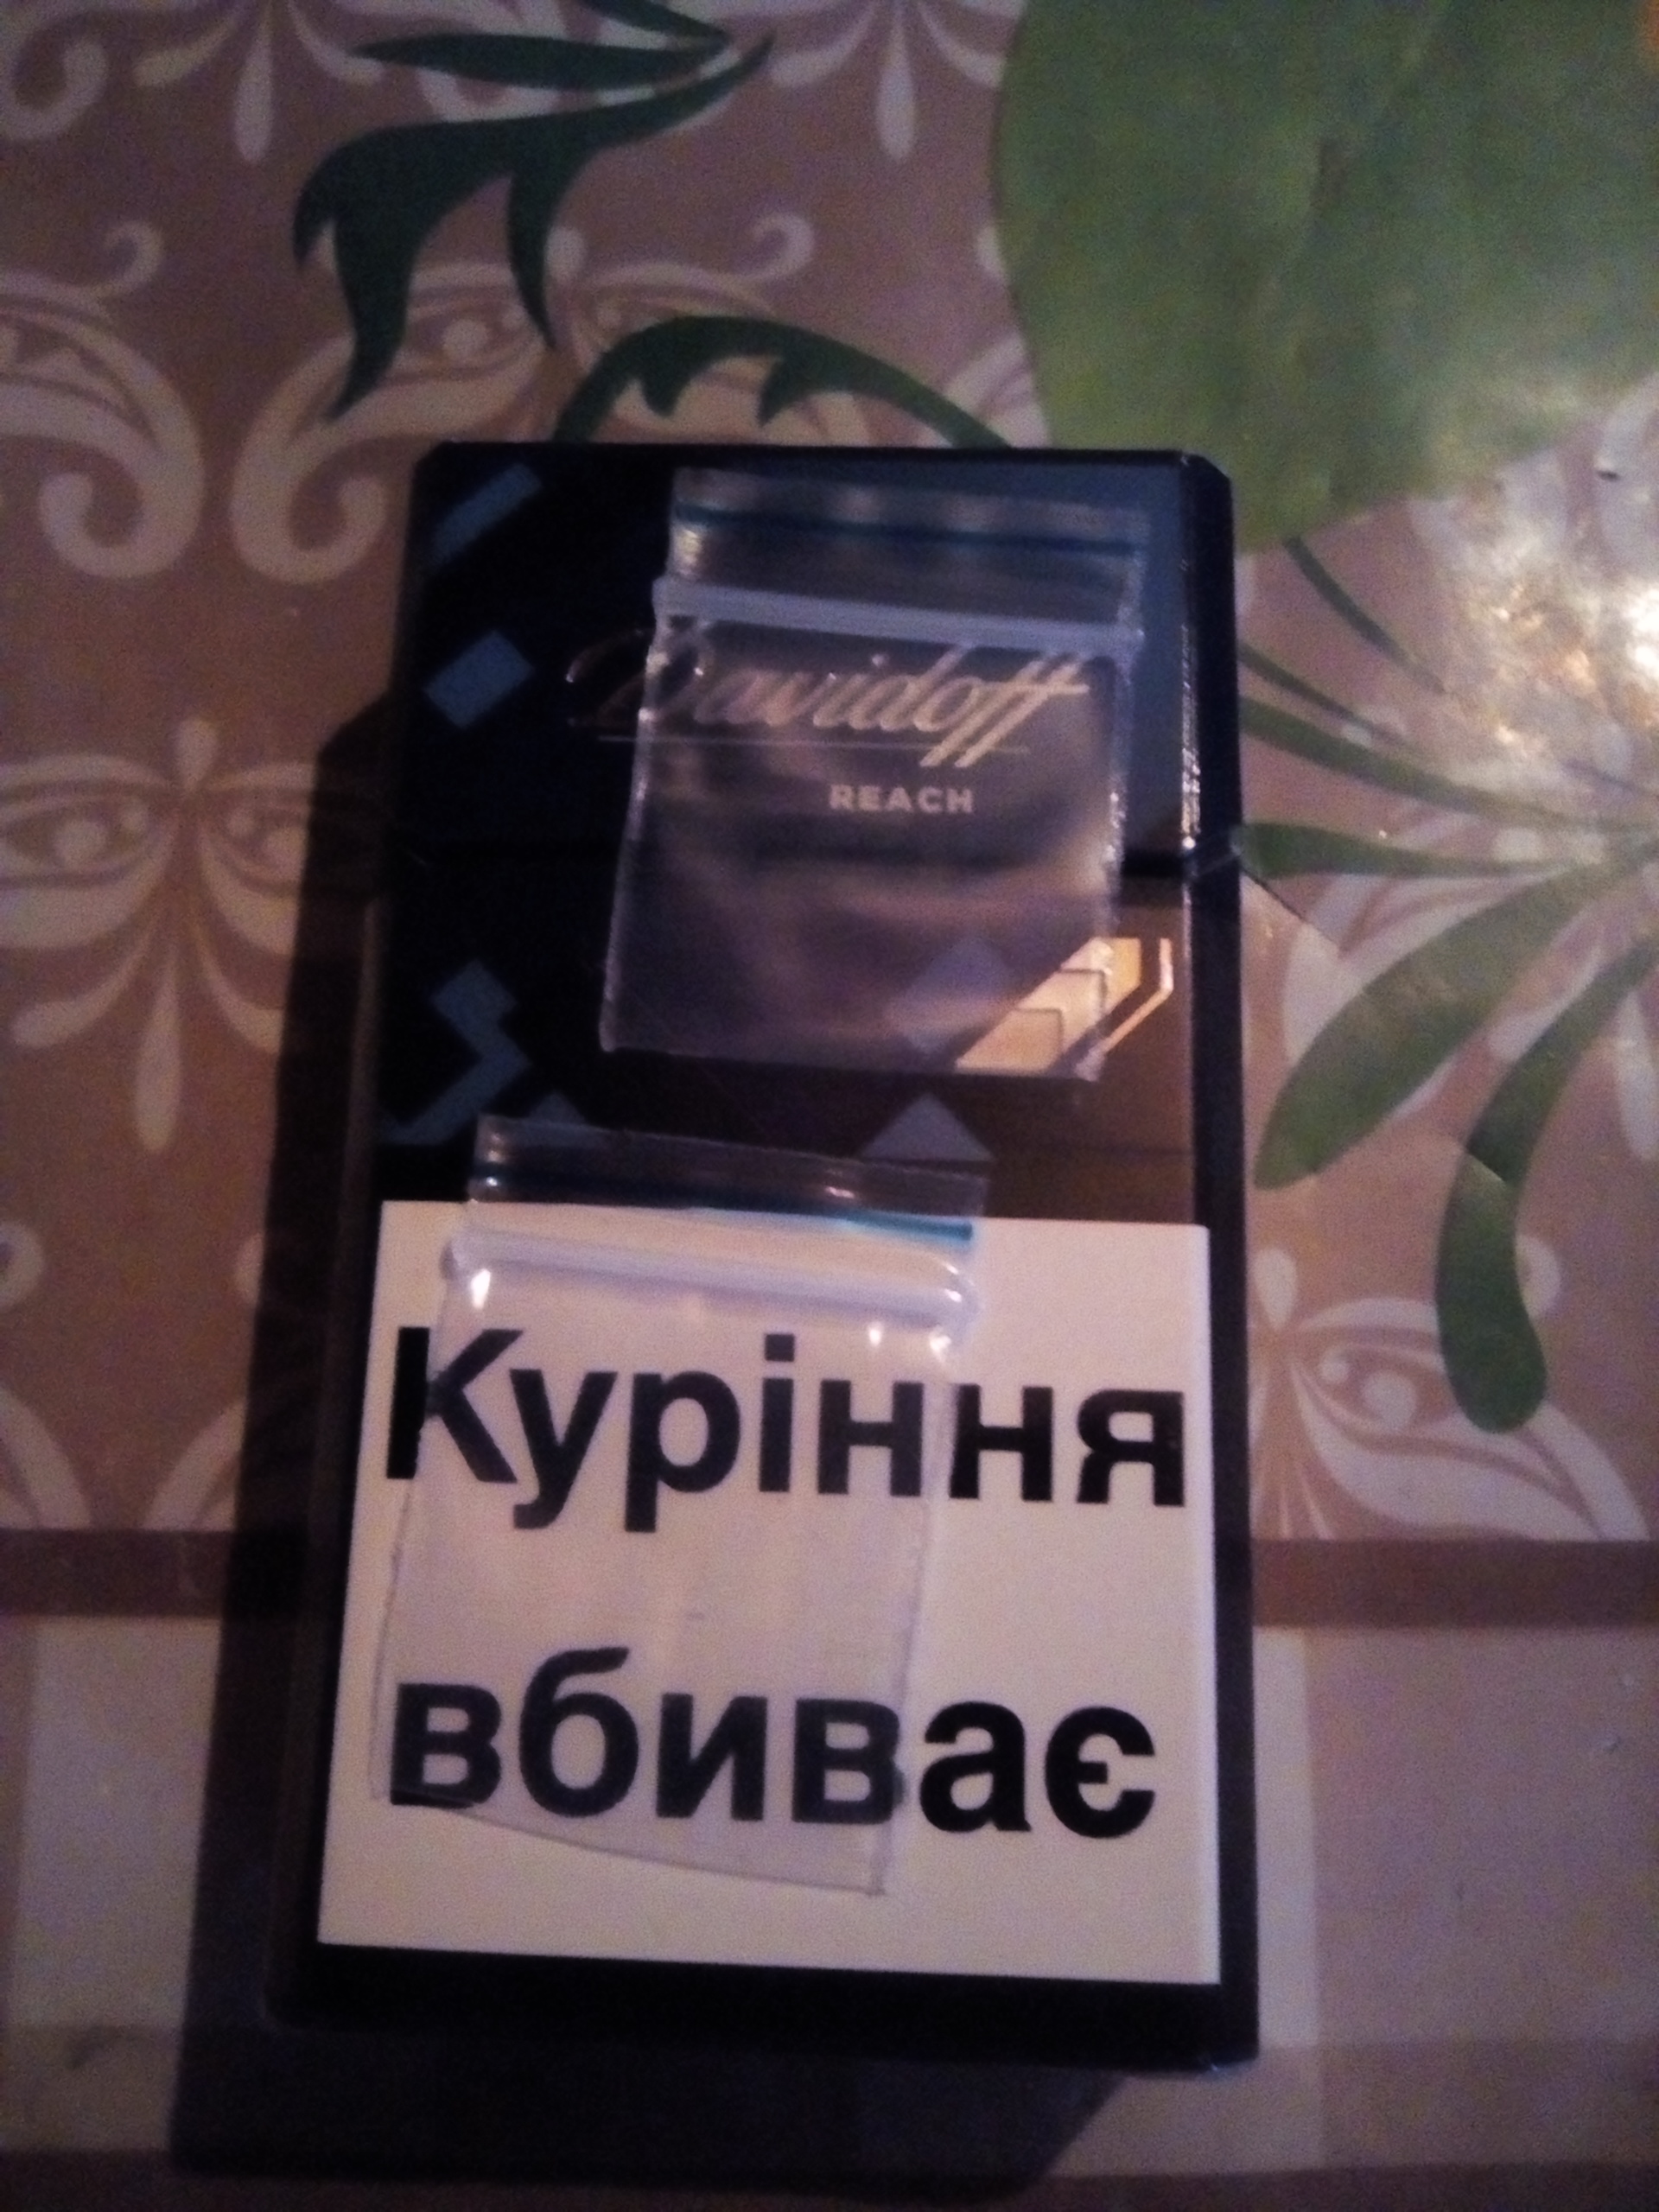 Davidoff
REACH
Куріння
вбиває